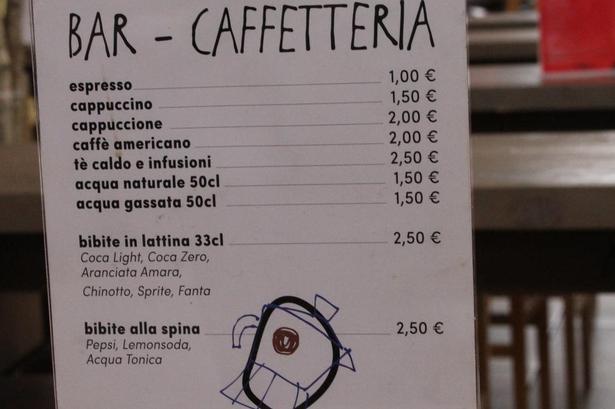 BAR - CAFFETTERIA
espresso 1,00 €
cappuccino 1,50 €
cappuccione 2,00 €
caffè americano 2,00 €
tè caldo e infusioni 2,50 €
acqua naturale 50cl 1,50 €
acqua gassata 50cl 1,50 €
bibite in lattina 33cl 2,50 €
Coca Light, Coca Zero,
Aranciata Amara,
Chinotto, Sprite, Fanta
bibite alla spina 2,50 €
Pepsi, Lemonsoda,
Acqua Tonica